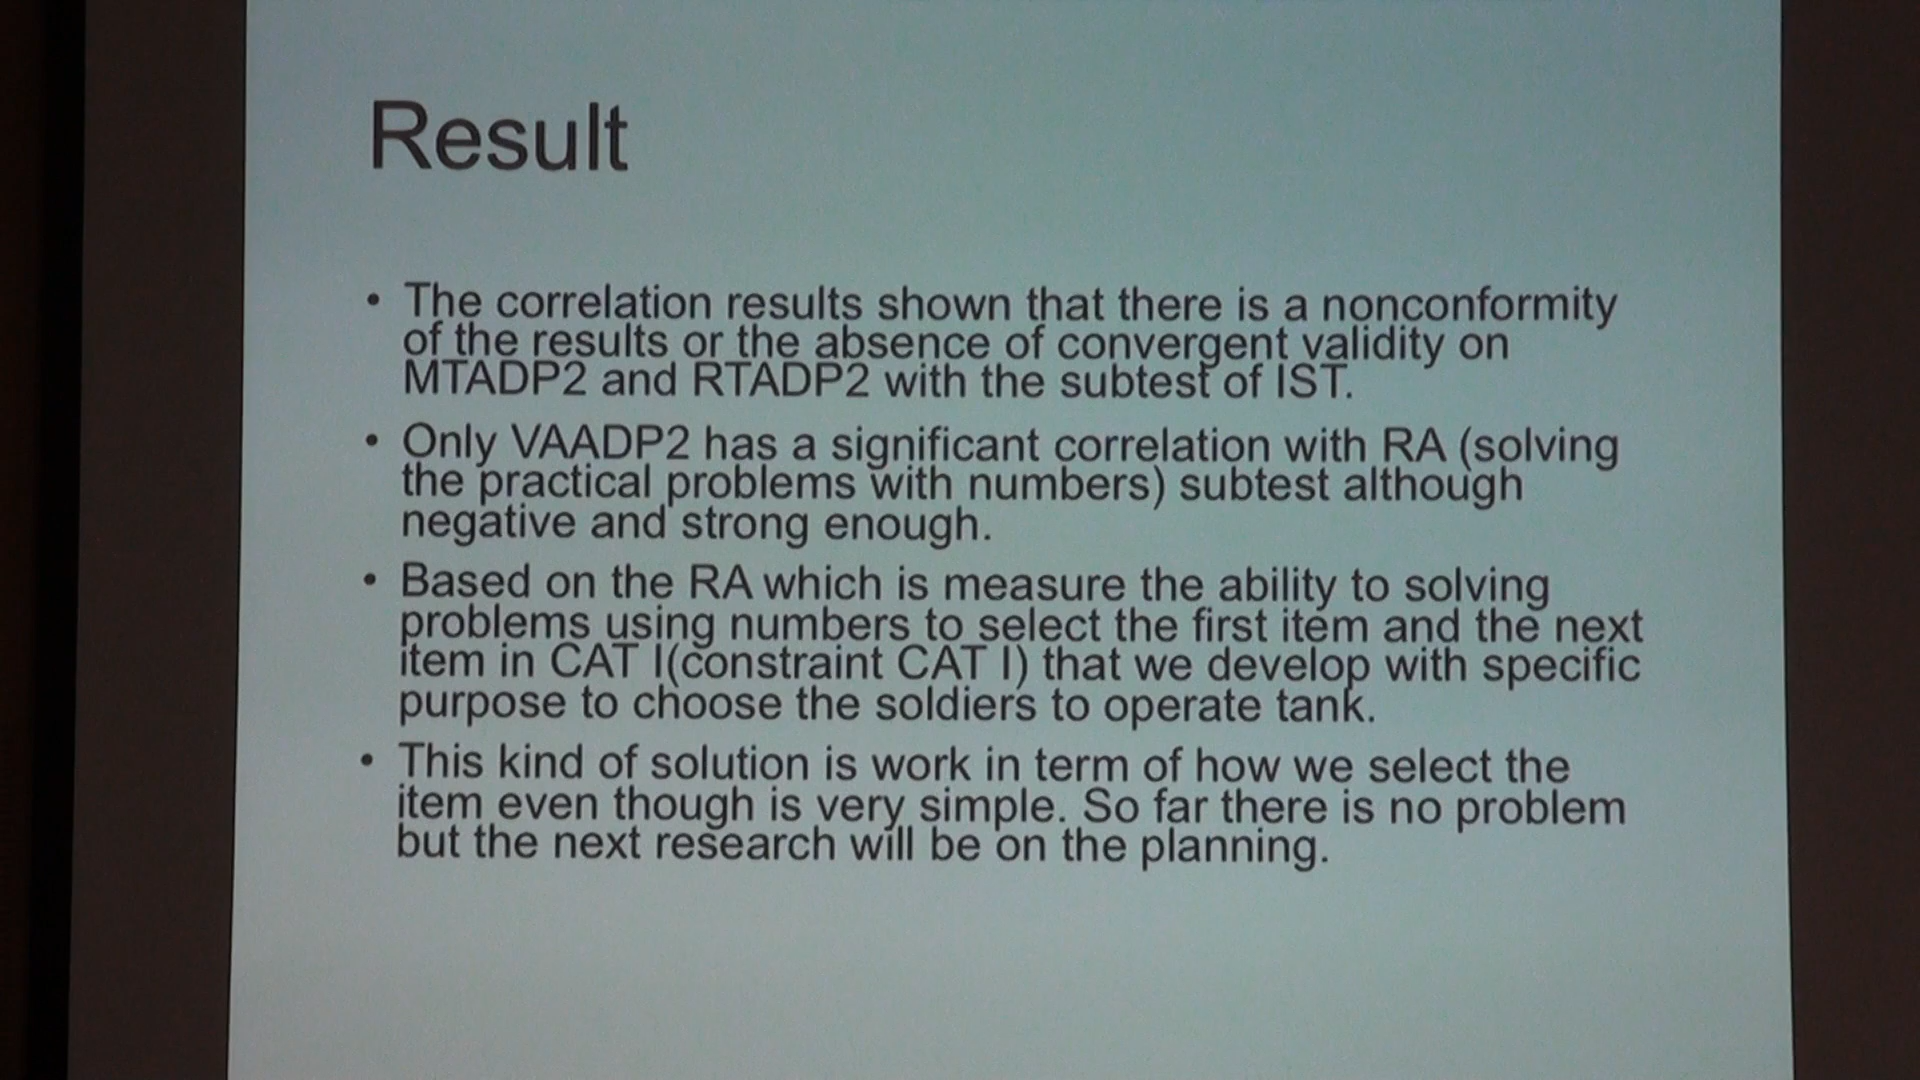 Result
• The correlation results shown that there is a nonconformity
of the results or the absence of convergent validity on
MTADP2 and RTADP2 with the subtest of IST.
• Only VAADP2 has a significant correlation with RA (solving
the practical problems with numbers) subtest although
negative and strong enough.
• Based on the RA which is measure the ability to solving
problems using numbers to select the first item and the next
item in CAT I(constraint CAT I) that we develop with specific
purpose to choose the soldiers to operate tank.
• This kind of solution is work in term of how we select the
item even though is very simple. So far there is no problem
but the next research will be on the planning.